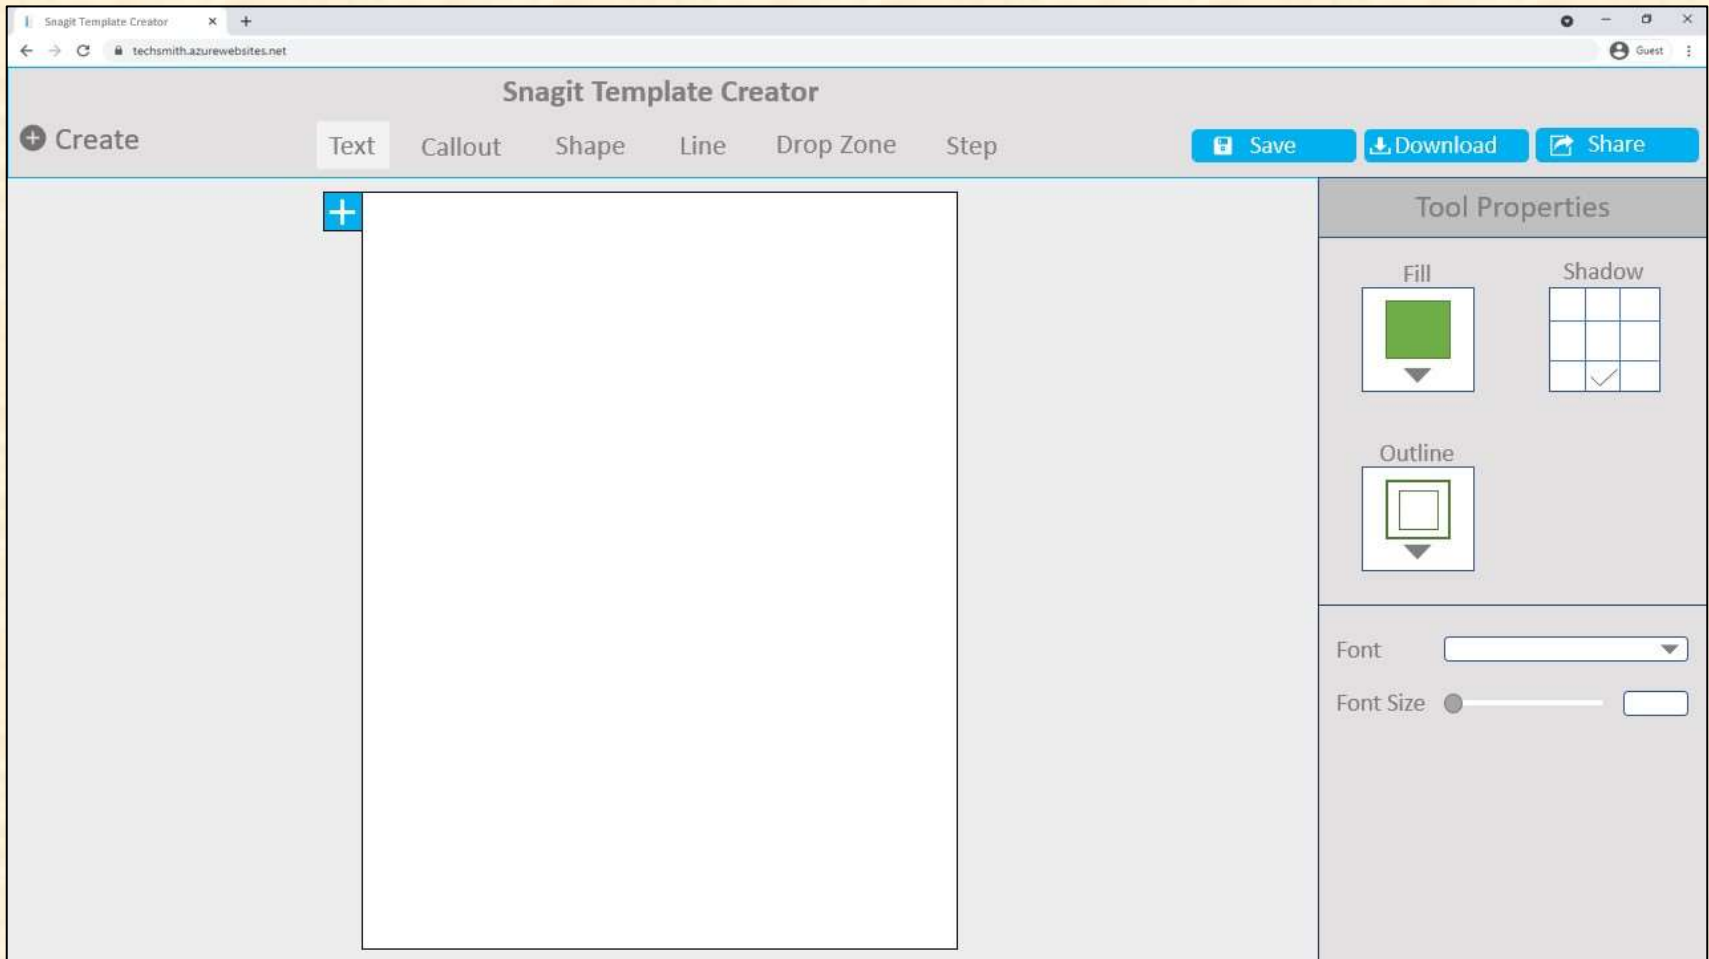 Snagit Template Creator
techsmith.azurewebsites.net
Guest
Snagit Template Creator
Create
Text Callout Shape Line Drop Zone Step
Save Download Share
Tool Properties
Fill Shadow
Outline
Font
Font Size